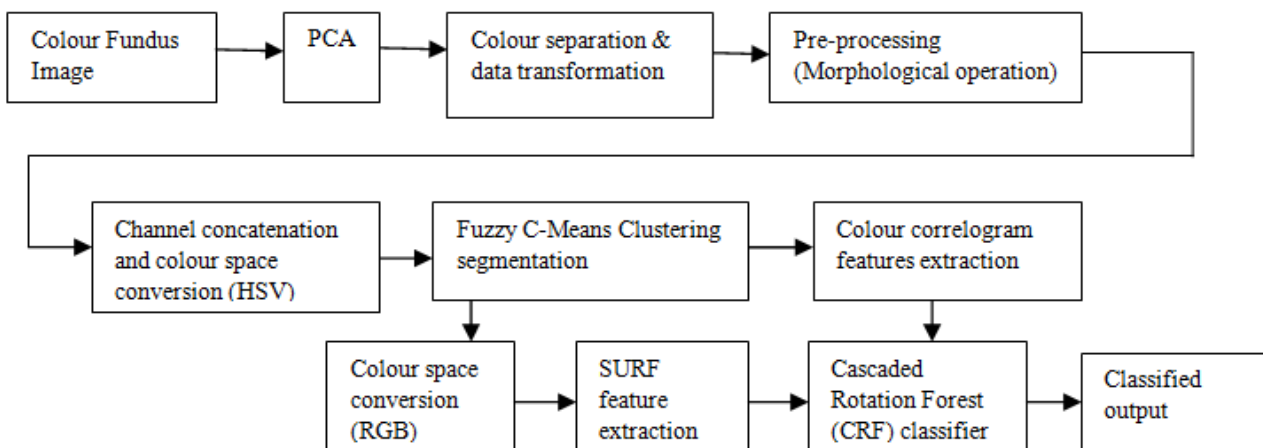 Colour Fundus
Image
PCA
Colour separation &
data transformation
Pre-processing
(Morphological operation)
Channel concatenation
and colour space
conversion (HSV)
Fuzzy C-Means Clustering
segmentation
Colour correlogram
features extraction
Colour space
conversion
(RGB)
SURF
feature
extraction
Cascaded
Rotation Forest
(CRF) classifier
Classified
output